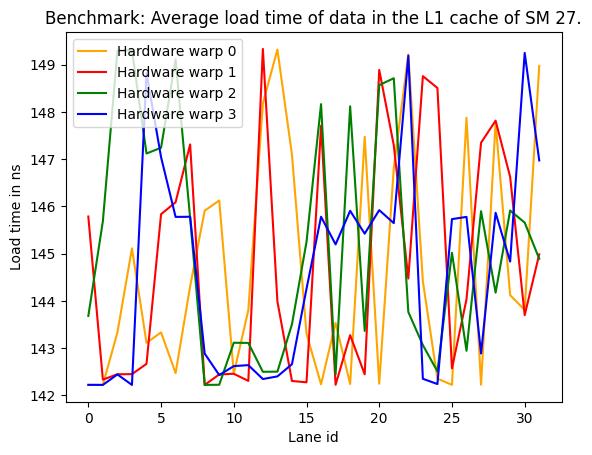 Benchmark: Average load time of data in the L1 cache of SM 27.
Hardware warp 0
Hardware warp 1
Hardware warp 2
Hardware warp 3
149
148
147
146
145
144
143
142
Load time in ns
0 5 10 15 20 25 30
Lane id